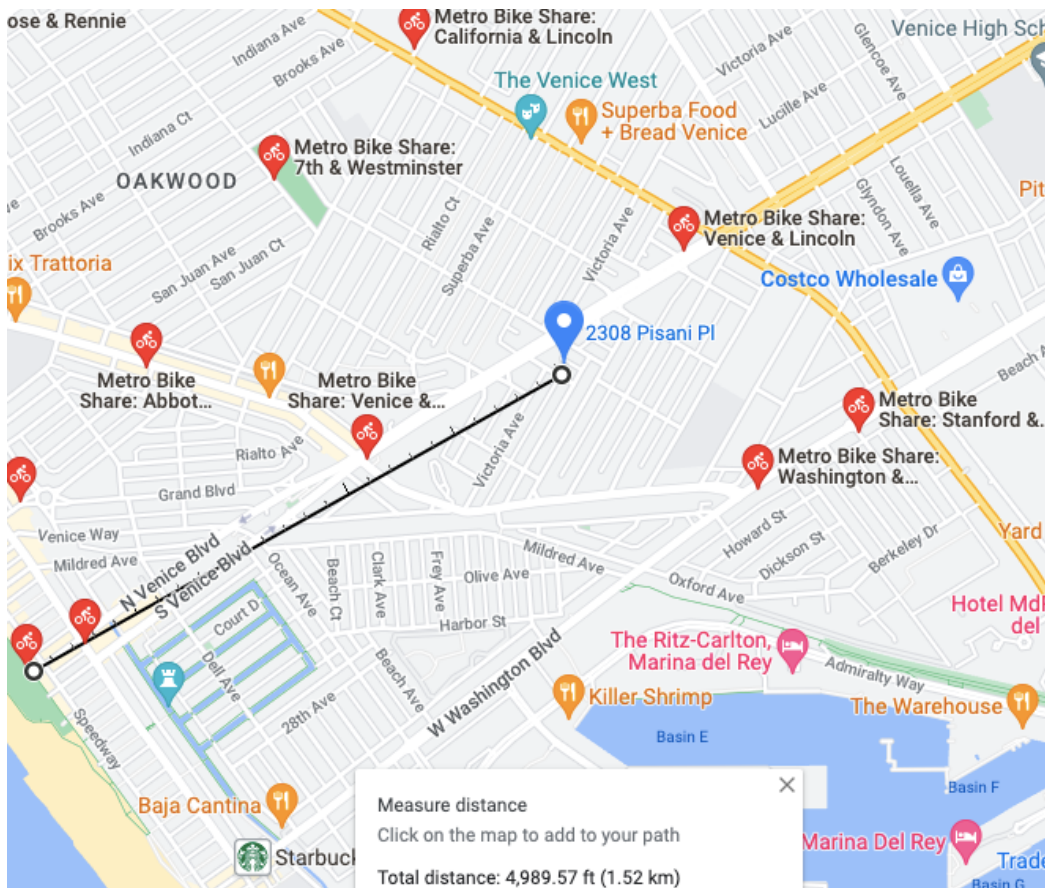 ose & Rennie
Metro Bike Share:
California & Lincoln
Indiana Ave
Brooks Ave
Victoria Ave
Glencoe Ave
Venice High Sch
The Venice West
Superba Food
+ Bread Venice
Lucille Ave
Indiana Ct
Metro Bike Share:
7th & Westminster
OAKWOOD
Brooks Ave
Rialto Ct
Superba Ave
Victoria Ave
Louella Ave
Glyndon Ave
Pit
Metro Bike Share:
Venice & Lincoln
San Juan Ave
San Juan Ct
ix Trattoria
Costco Wholesale
2308 Pisani Pl
Beach A
Metro Bike
Share: Abbot...
Metro Bike
Share: Venice &...
Metro Bike
Share: Stanford &...
Victoria Ave
Rialto Ave
Metro Bike Share:
Washington &...
Grand Blvd
Venice Way
Mildred Ave
N Venice Blvd
S Venice Blvd
Howard St
Dickson St
Berkeley Dr
Yard
Ocean Ave
Beach Ct
Clark Ave
Frey Ave
Mildred Ave
Olive Ave
Oxford Ave
Court D
Harbor St
Hotel MdR
del
The Ritz-Carlton,
Marina del Rey
Admiralty Way
Dell Ave
Beach Ave
W Washington Blvd
28th Ave
Speedway
Killer Shrimp
The Warehouse
Basin E
Basin F
Baja Cantina
Starbuck
Marina Del Rey
Trade
Basin G
Measure distance
Click on the map to add to your path
Total distance: 4,989.57 ft (1.52 km)